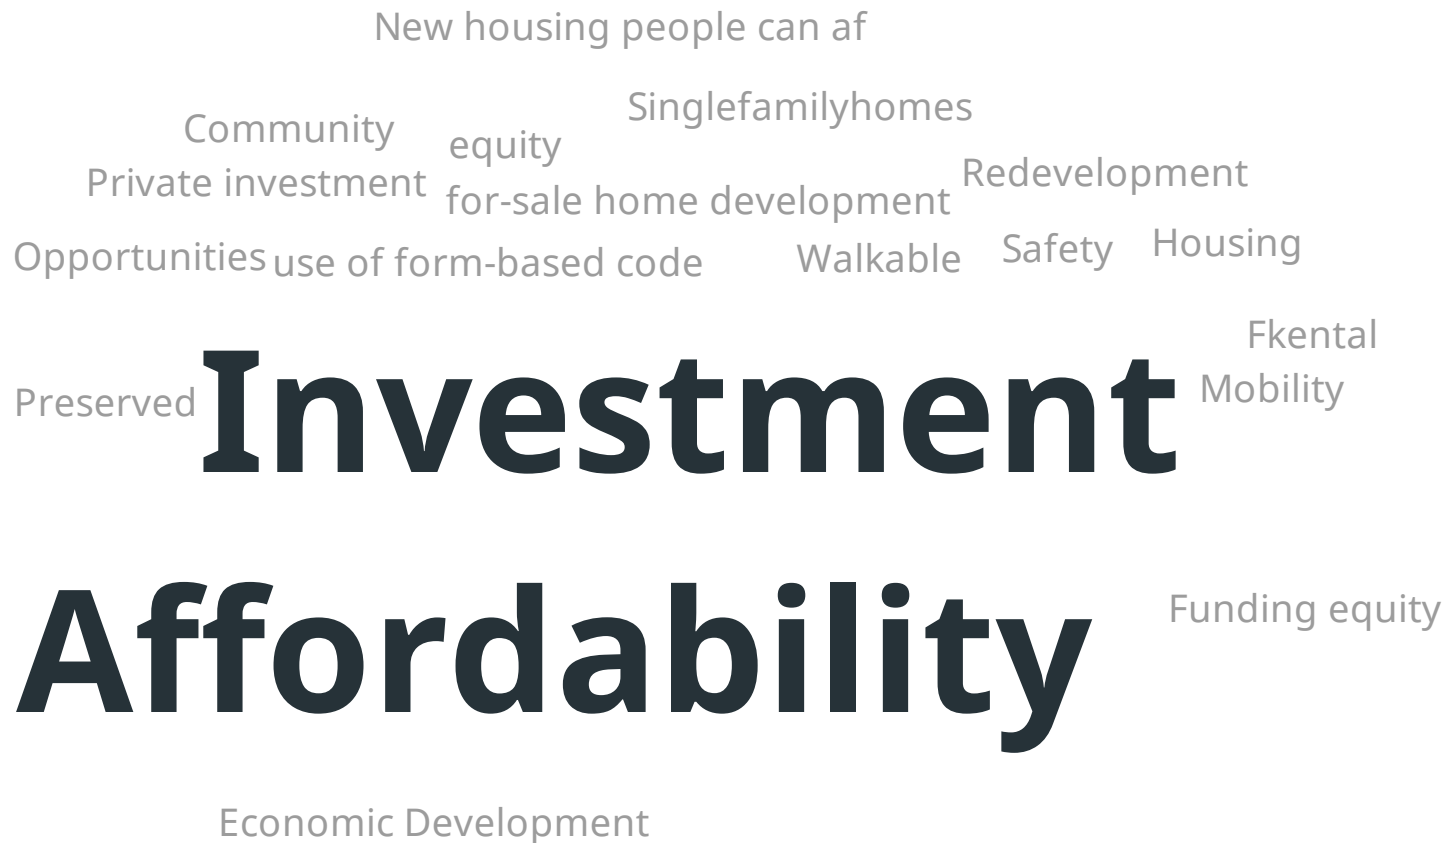 New housing people can af
Singlefamilyhomes
Community
equity
Redevelopment
Private investment
for-sale home development
Opportunities
use of form-based code
Walkable
Safety
Housing
Fkental
Preserved
Investment
Mobility
Affordability
Funding equity
Economic Development